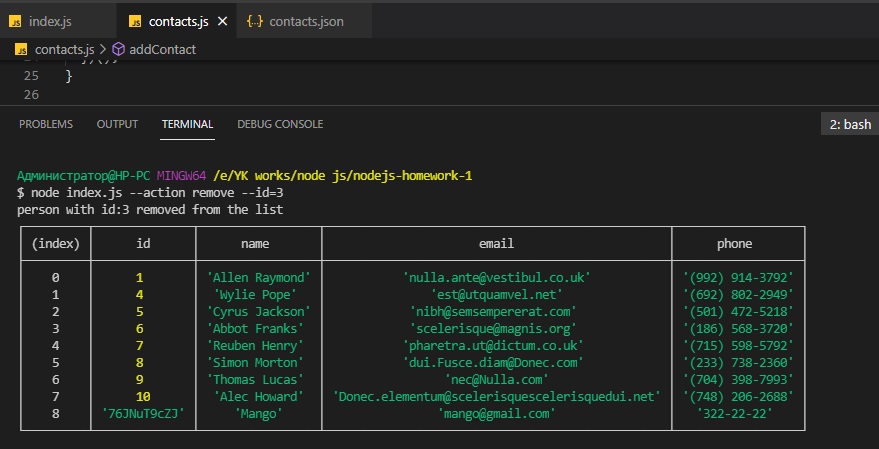 index.js contacts.js contacts.json
contacts.js > addContact
25 }
26
PROBLEMS OUTPUT TERMINAL DEBUG CONSOLE 2: bash
Администратор@HP-PC MINGW64 /e/YK works/node js/nodejs-homework-1
$ node index.js --action remove --id=3
person with id:3 removed from the list
(index) id name email phone
0 1 'Allen Raymond' 'nulla.ante@vestibul.co.uk' '(992) 914-3792'
1 4 'Wylie Pope' 'est@utquamvel.net' '(692) 802-2949'
2 5 'Cyrus Jackson' 'nibh@semsempererat.com' '(501) 472-5218'
3 6 'Abbot Franks' 'scelerisque@magnis.org' '(186) 568-3720'
4 7 'Reuben Henry' 'pharetra.ut@dictum.co.uk' '(715) 598-5792'
5 8 'Simon Morton' 'dui.Fusce.diam@Donec.com' '(233) 738-2360'
6 9 'Thomas Lucas' 'nec@Nulla.com' '(704) 398-7993'
7 10 'Alec Howard' 'Donec.elementum@scelerisquescelerisquedui.net' '(748) 206-2688'
8 '76JNuT9cZJ' 'Mango' 'mango@gmail.com' '322-22-22'